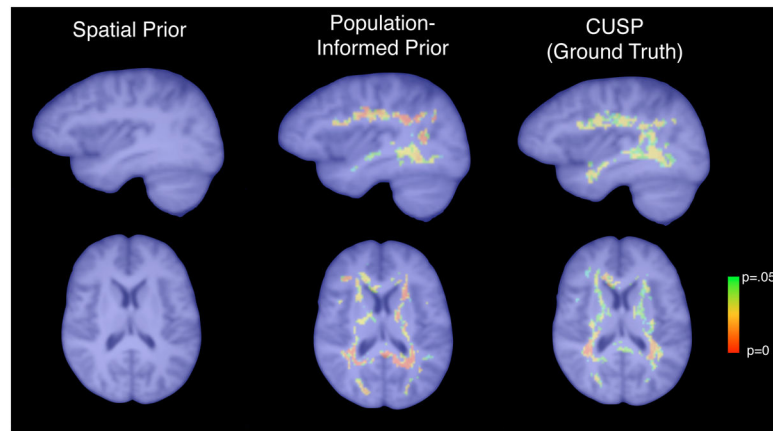 Spatial Prior
Population-
Informed Prior
CUSP
(Ground Truth)
p=.05
p=0